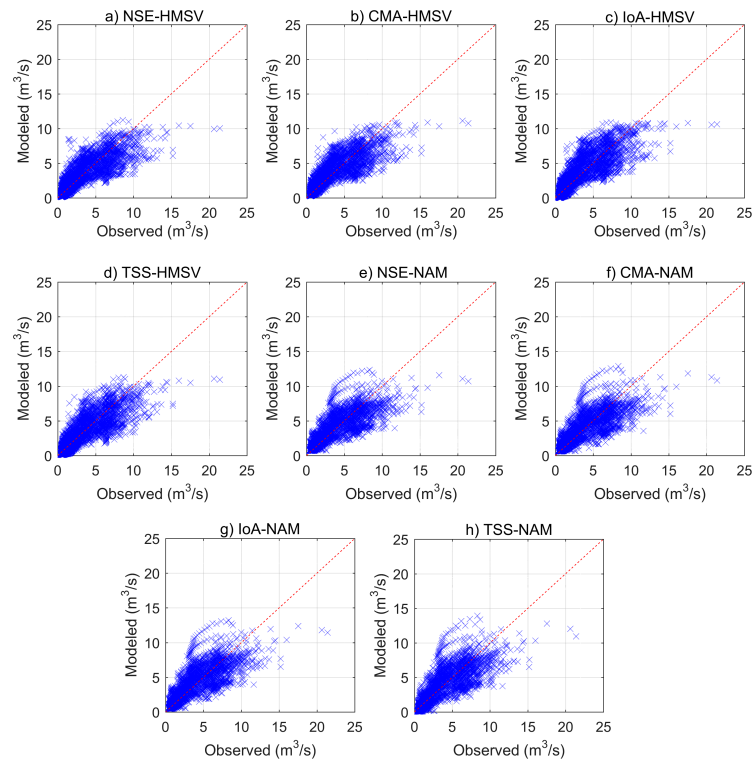 a) NSE-HMSV
b) CMA-HMSV
c) IoA-HMSV
25
20
15
10
5
0
Modeled (m³/s)
0 5 10 15 20 25
Observed (m³/s)
25
20
15
10
5
0
Modeled (m³/s)
0 5 10 15 20 25
Observed (m³/s)
25
20
15
10
5
0
Modeled (m³/s)
0 5 10 15 20 25
Observed (m³/s)
d) TSS-HMSV
e) NSE-NAM
f) CMA-NAM
25
20
15
10
5
0
Modeled (m³/s)
0 5 10 15 20 25
Observed (m³/s)
25
20
15
10
5
0
Modeled (m³/s)
0 5 10 15 20 25
Observed (m³/s)
25
20
15
10
5
0
Modeled (m³/s)
0 5 10 15 20 25
Observed (m³/s)
g) IoA-NAM
h) TSS-NAM
25
20
15
10
5
0
Modeled (m³/s)
0 5 10 15 20 25
Observed (m³/s)
25
20
15
10
5
0
Modeled (m³/s)
0 5 10 15 20 25
Observed (m³/s)